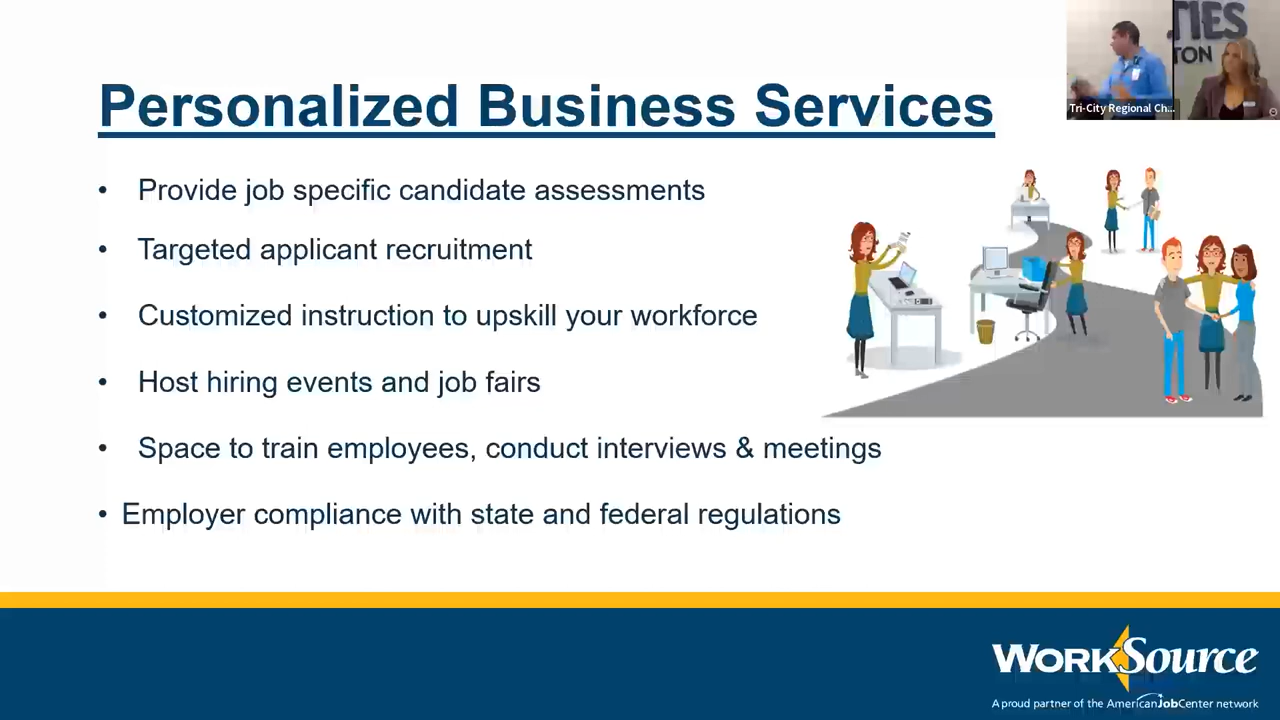 TIES
TON
Tri-City Regional Ch...
Personalized Business Services
• Provide job specific candidate assessments
• Targeted applicant recruitment
• Customized instruction to upskill your workforce
• Host hiring events and job fairs
• Space to train employees, conduct interviews & meetings
• Employer compliance with state and federal regulations
WorkSource
A proud partner of the AmericanJobCenter network